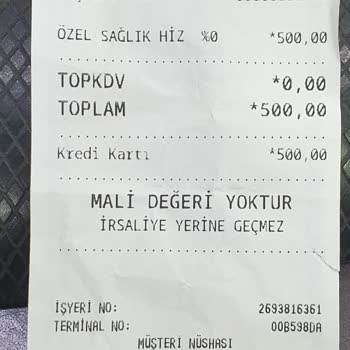 ÖZEL SAĞLIK HİZ %0 *500,00
TOPKDV *0,00
TOPLAM *500,00
Kredi Kartı *500,00
MALİ DEĞERİ YOKTUR
İRSALİYE YERİNE GEÇMEZ
İŞYERİ NO: 2693816361
TERMİNAL NO: 00B598DA
MÜŞTERİ NÜSHASI